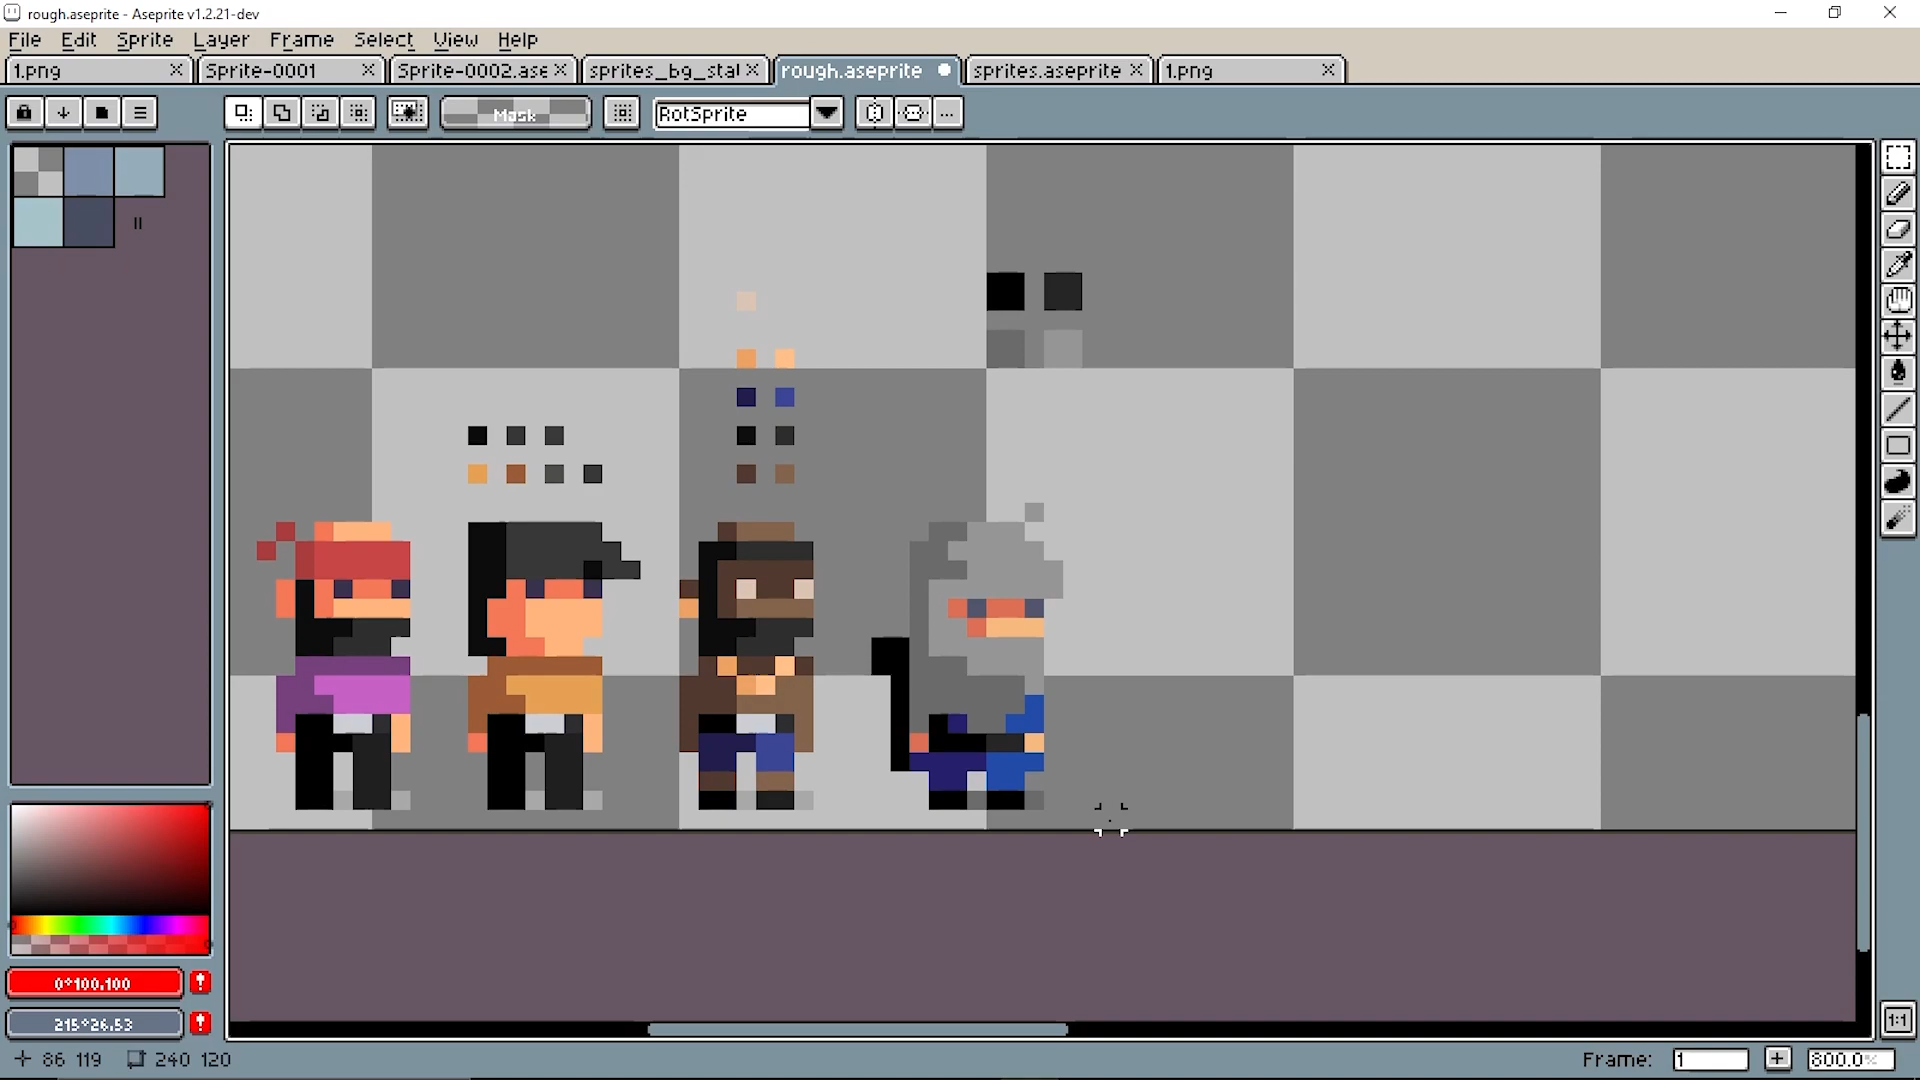 rough.aseprite - Aseprite v1.2.21-dev
File Edit Sprite Layer Frame Select View Help
1.png Sprite-0001 Sprite-0002.ase sprites_bg_stal rough.aseprite sprites.aseprite 1.png
Mask RotSprite
0°100,100
215°26,53
86 119 240 120 Frame: 1 800.0%
1:1